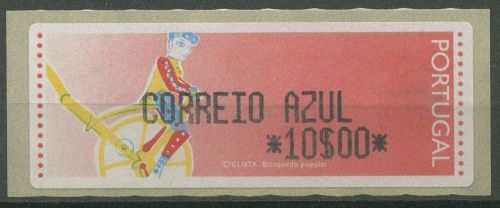 CORREIO AZUL
*10$00*
CICLISTA Brinquedo popular
PORTUGAL